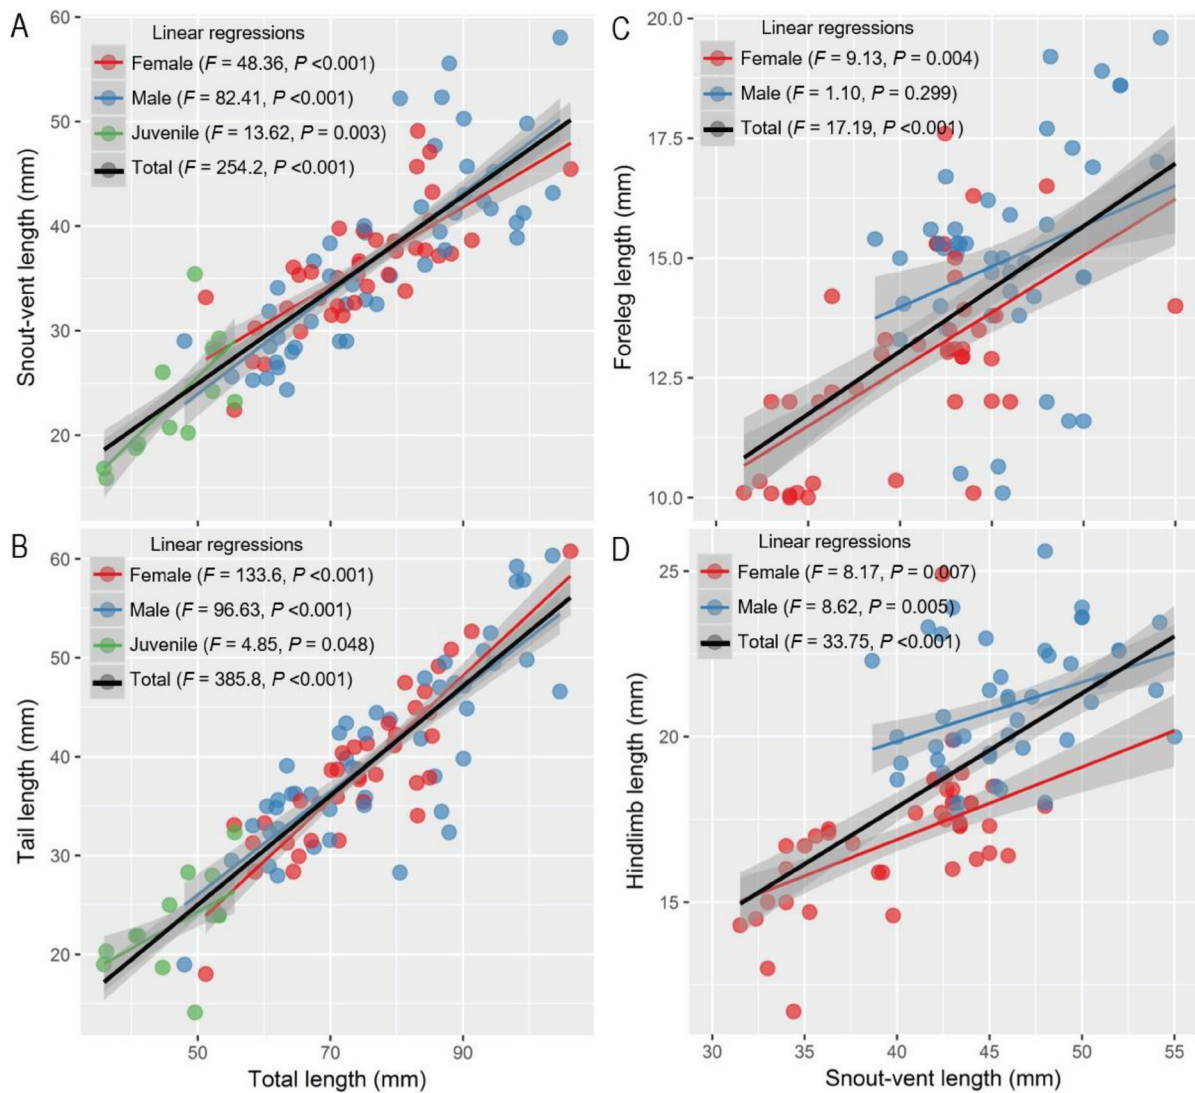 A
Linear regressions
Female (F = 48.36, P <0.001)
Male (F = 82.41, P <0.001)
Juvenile (F = 13.62, P = 0.003)
Total (F = 254.2, P <0.001)
60
50
40
30
20
Snout-vent length (mm)
C
Linear regressions
Female (F = 9.13, P = 0.004)
Male (F = 1.10, P = 0.299)
Total (F = 17.19, P <0.001)
20.0
17.5
15.0
12.5
10.0
Foreleg length (mm)
B
Linear regressions
Female (F = 133.6, P <0.001)
Male (F = 96.63, P <0.001)
Juvenile (F = 4.85, P = 0.048)
Total (F = 385.8, P <0.001)
60
50
40
30
20
Tail length (mm)
50 70 90
Total length (mm)
D
Linear regressions
Female (F = 8.17, P = 0.007)
Male (F = 8.62, P = 0.005)
Total (F = 33.75, P <0.001)
25
20
15
Hindlimb length (mm)
30 35 40 45 50 55
Snout-vent length (mm)